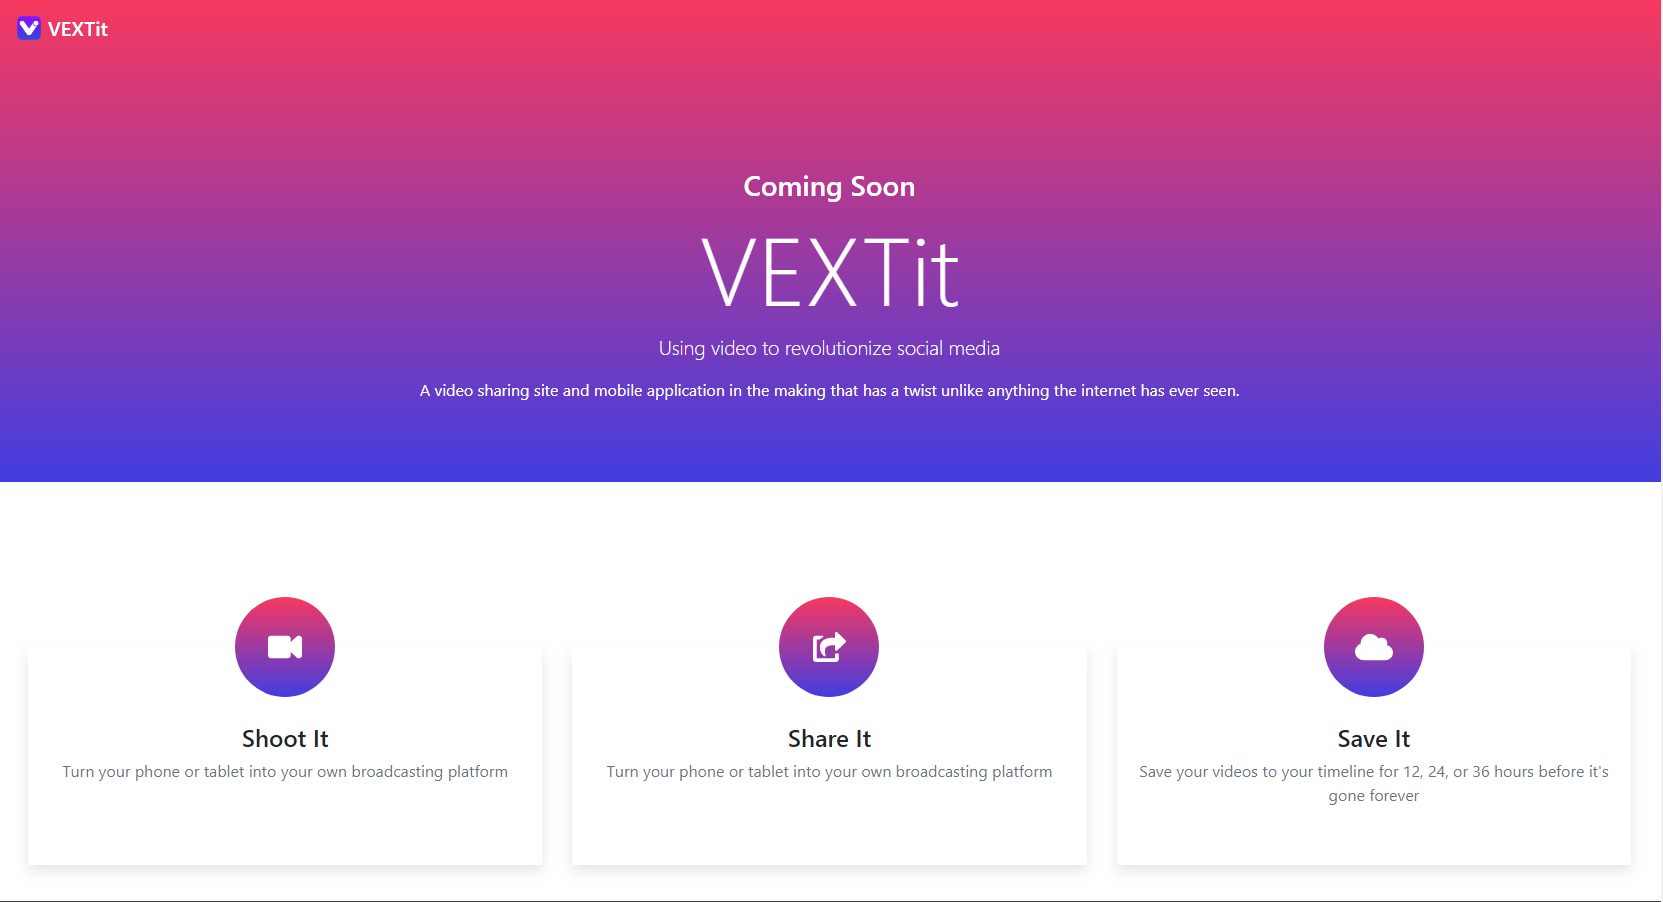 VEXTit
Coming Soon
VEXTit
Using video to revolutionize social media
A video sharing site and mobile application in the making that has a twist unlike anything the internet has ever seen.
Shoot It
Turn your phone or tablet into your own broadcasting platform
Share It
Turn your phone or tablet into your own broadcasting platform
Save It
Save your videos to your timeline for 12, 24, or 36 hours before it's
gone forever